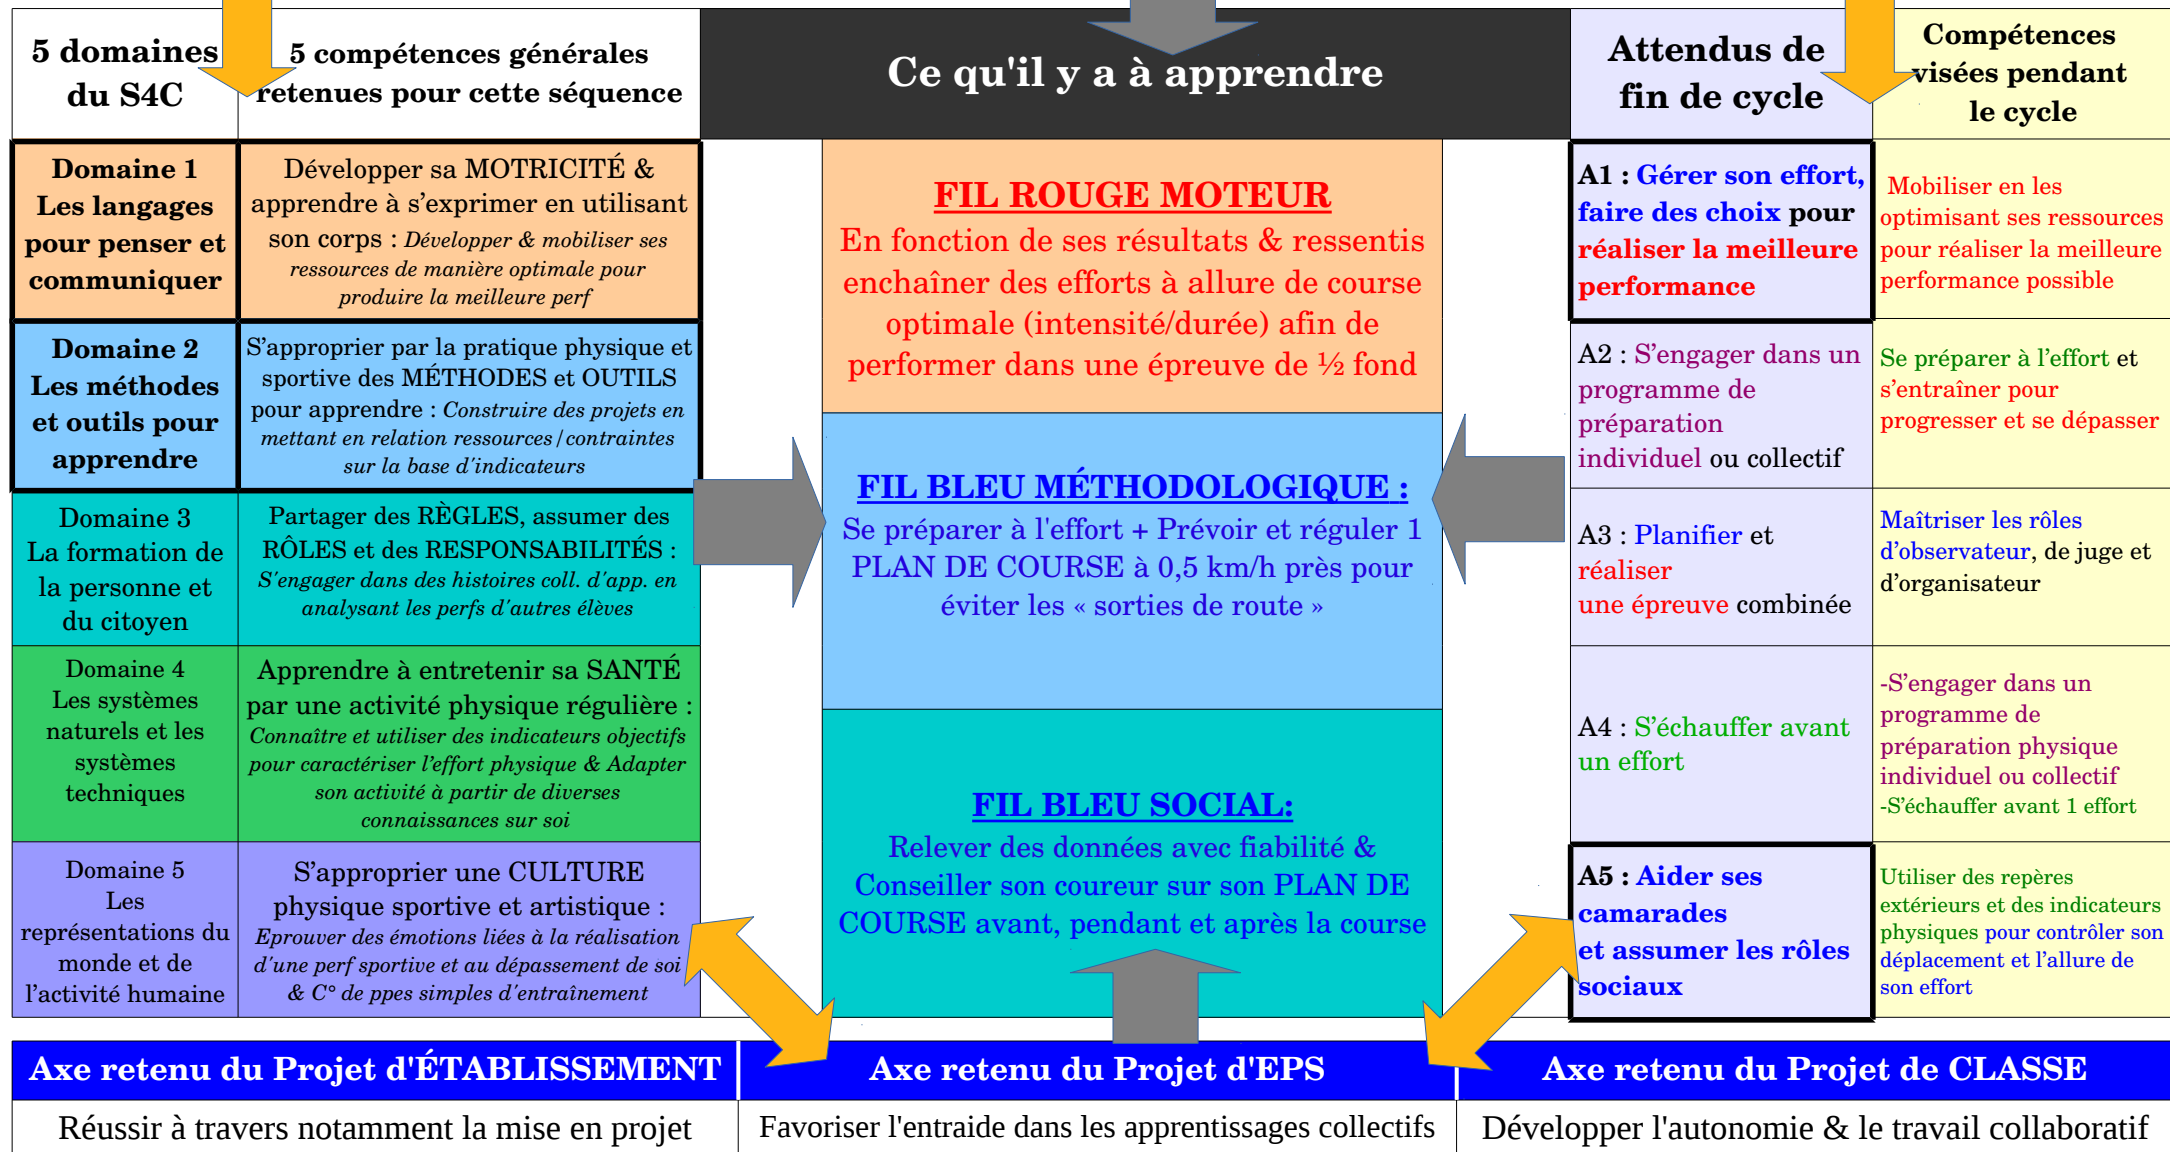 5 domaines
du S4C
5 compétences générales
retenues pour cette séquence
Ce qu'il y a à apprendre
Attendus de
fin de cycle
Compétences
visées pendant
le cycle
Domaine 1
Les langages
pour penser et
communiquer
Développer sa MOTRICITÉ &
apprendre à s’exprimer en utilisant
son corps : Développer & mobiliser ses
ressources de manière optimale pour
produire la meilleure perf
Domaine 2
Les méthodes
et outils pour
apprendre
S’approprier par la pratique physique et
sportive des MÉTHODES et OUTILS
pour apprendre : Construire des projets en
mettant en relation ressources/contraintes
sur la base d'indicateurs
Domaine 3
La formation de
la personne et
du citoyen
Partager des RÈGLES, assumer des
RÔLES et des RESPONSABILITÉS :
S'engager dans des histoires coll. d'app. en
analysant les perfs d'autres élèves
Domaine 4
Les systèmes
naturels et les
systèmes
techniques
Apprendre à entretenir sa SANTÉ
par une activité physique régulière :
Connaître et utiliser des indicateurs objectifs
pour caractériser l’effort physique & Adapter
son activité à partir de diverses
connaissances sur soi
Domaine 5
Les
représentations du
monde et de
l’activité humaine
S’approprier une CULTURE
physique sportive et artistique :
Eprouver des émotions liées à la réalisation
d'une perf sportive et au dépassement de soi
& C° de ppes simples d'entraînement
FIL ROUGE MOTEUR
En fonction de ses résultats & ressentis
enchaîner des efforts à allure de course
optimale (intensité/durée) afin de
performer dans une épreuve de ½ fond
FIL BLEU MÉTHODOLOGIQUE :
Se préparer à l'effort + Prévoir et réguler 1
PLAN DE COURSE à 0,5 km/h près pour
éviter les « sorties de route »
FIL BLEU SOCIAL:
Relever des données avec fiabilité &
Conseiller son coureur sur son PLAN DE
COURSE avant, pendant et après la course
A1 : Gérer son effort,
faire des choix pour
réaliser la meilleure
performance
Mobiliser en les
optimisant ses ressources
pour réaliser la meilleure
performance possible
A2 : S’engager dans un
programme de
préparation
individuel ou collectif
Se préparer à l’effort et
s’entraîner pour
progresser et se dépasser
A3 : Planifier et
réaliser
une épreuve combinée
Maîtriser les rôles
d’observateur, de juge et
d’organisateur
A4 : S’échauffer avant
un effort
-S’engager dans un
programme de
préparation physique
individuel ou collectif
-S’échauffer avant 1 effort
A5 : Aider ses
camarades
et assumer les rôles
sociaux
Utiliser des repères
extérieurs et des indicateurs
physiques pour contrôler son
déplacement et l’allure de
son effort
Axe retenu du Projet d'ÉTABLISSEMENT
Axe retenu du Projet d'EPS
Axe retenu du Projet de CLASSE
Réussir à travers notamment la mise en projet
Favoriser l'entraide dans les apprentissages collectifs
Développer l'autonomie & le travail collaboratif